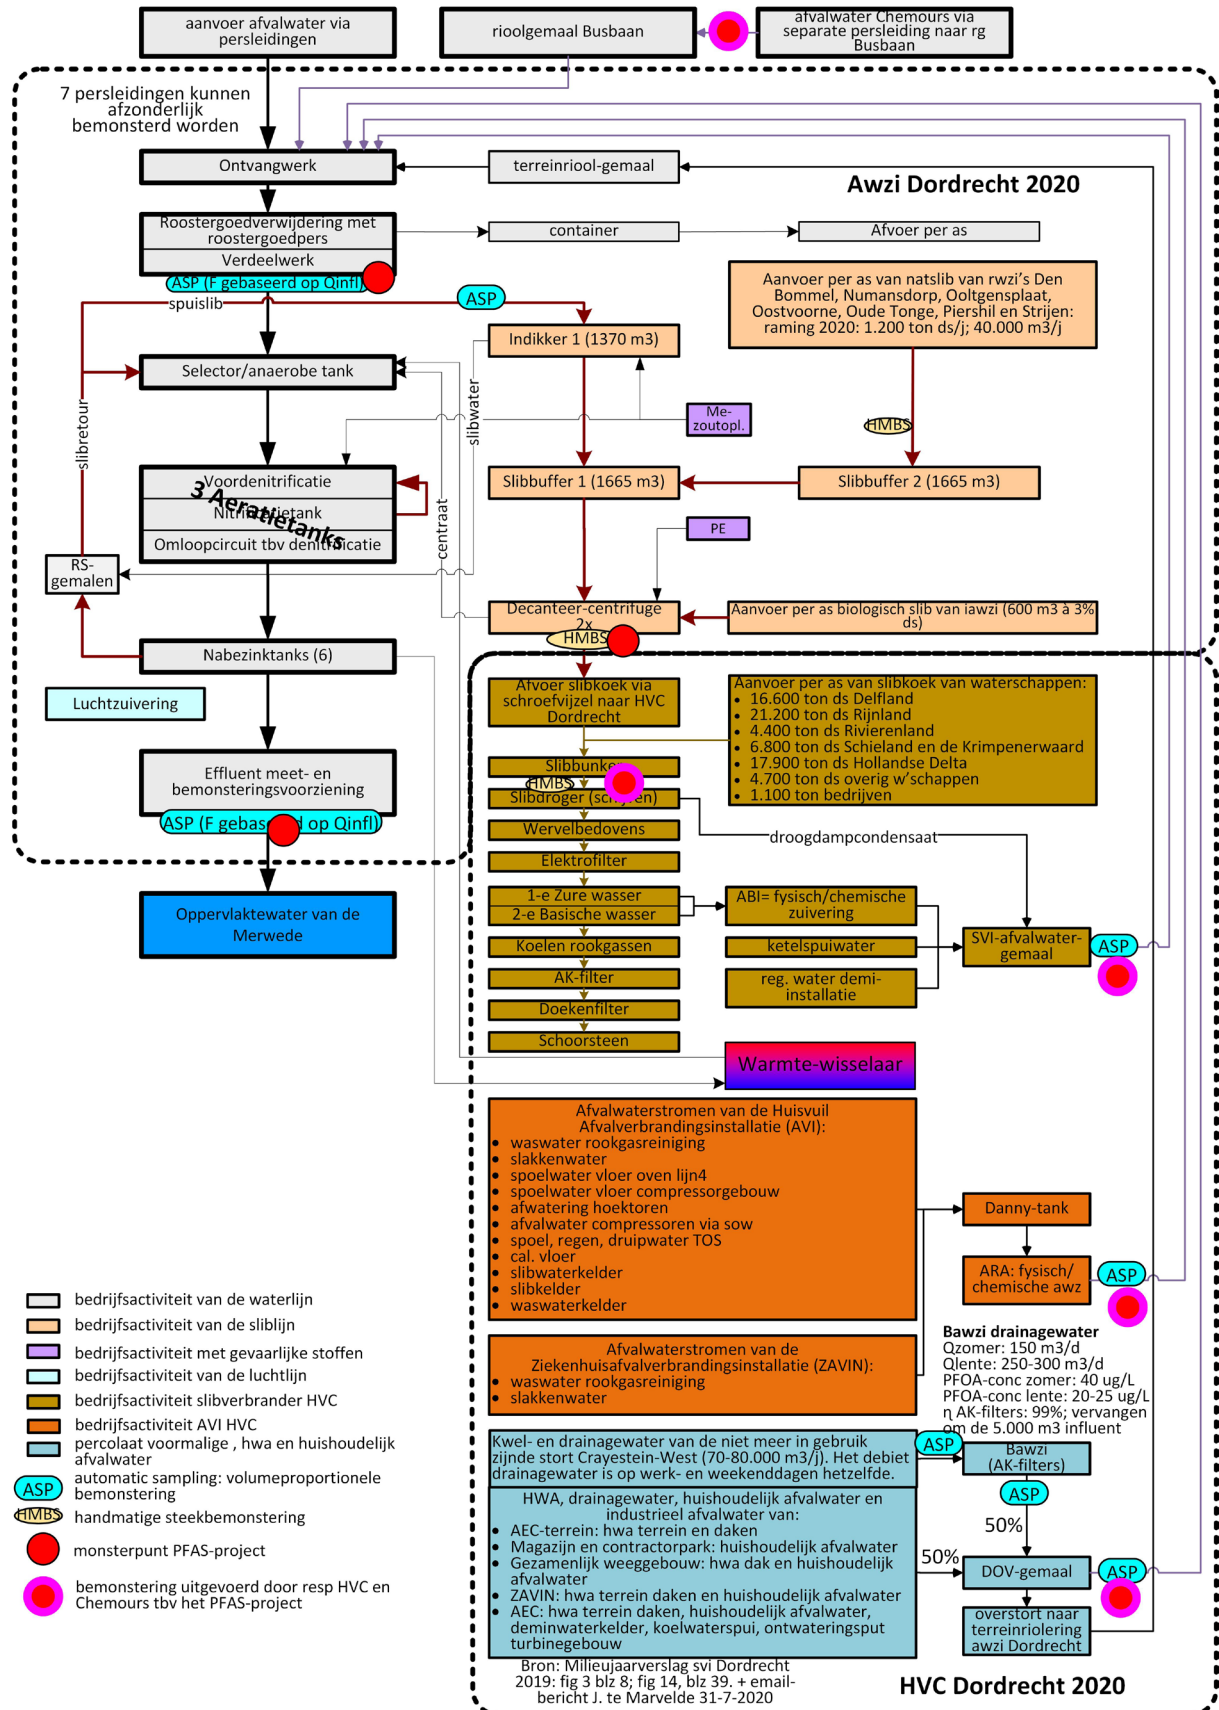 aanvoer afvalwater via
persleidingen
rioolgemaal Busbaan
afvalwater Chemours via
separate persleiding naar rg
Busbaan
7 persleidingen kunnen
afzonderlijk
bemonsterd worden
Ontvangwerk
terreinriool-gemaal
Awzi Dordrecht 2020
Roostergoedverwijdering met
roostergoedpers
Verdeelwerk
container
Afvoer per as
ASP (F gebaseerd op Qinfl)
spuislib
ASP
Aanvoer per as van natslib van rwzi's Den
Bommel, Numansdorp, Ooltgensplaat,
Oostvoorne, Oude Tonge, Piershil en Strijen:
raming 2020: 1.200 ton ds/j; 40.000 m3/j
Indikker 1 (1370 m3)
Selector/anaerobe tank
slibretour
slibwater
Me-
zoutopl.
HMBS
Voordenitrificatie
Nitrificatietank
Omloopcircuit tbv denitrificatie
3 Aeratietanks
Slibbuffer 1 (1665 m3)
Slibbuffer 2 (1665 m3)
centraat
PE
RS-
gemalen
Decanteer-centrifuge
2x
HMBS
Aanvoer per as biologisch slib van iawzi (600 m3 à 3%
ds)
Nabezinktanks (6)
Luchtzuivering
Afvoer slibkoek via
schroefvijzel naar HVC
Dordrecht
Aanvoer per as van slibkoek van waterschappen:
• 16.600 ton ds Delfland
• 21.200 ton ds Rijnland
• 4.400 ton ds Rivierenland
• 6.800 ton ds Schieland en de Krimpenerwaard
• 17.900 ton ds Hollandse Delta
• 4.700 ton ds overig w'schappen
• 1.100 ton bedrijven
Effluent meet- en
bemonsteringsvoorziening
ASP (F gebaseerd op Qinfl)
Slibbunker
HMBS
Slibdroger (schijven)
Wervelbedovens
droogdampcondensaat
Elektrofilter
1-e Zure wasser
2-e Basische wasser
ABI= fysisch/chemische
zuivering
Oppervlaktewater van de
Merwede
Koelen rookgassen
ketelspuiwater
SVI-afvalwater-
gemaal
ASP
AK-filter
reg. water demi-
installatie
Doekenfilter
Schoorsteen
Warmte-wisselaar
Afvalwaterstromen van de Huisvuil
Afvalverbrandingsinstallatie (AVI):
• waswater rookgasreiniging
• slakkenwater
• spoelwater vloer oven lijn4
• spoelwater vloer compressorgebouw
• afwatering hoektoren
• afvalwater compressoren via sow
• spoel, regen, druipwater TOS
• cal. vloer
• slibwaterkelder
• slibkelder
• waswaterkelder
Danny-tank
ARA: fysisch/
chemische awz
ASP
Bawzi drainagewater
Qzomer: 150 m3/d
Qlente: 250-300 m3/d
PFOA-conc zomer: 40 ug/L
PFOA-conc lente: 20-25 ug/L
η AK-filters: 99%; vervangen
om de 5.000 m3 influent
Afvalwaterstromen van de
Ziekenhuisafvalverbrandingsinstallatie (ZAVIN):
• waswater rookgasreiniging
• slakkenwater
Kwel- en drainagewater van de niet meer in gebruik
zijnde stort Crayestein-West (70-80.000 m3/j). Het debiet
drainagewater is op werk- en weekenddagen hetzelfde.
ASP
Bawzi
(AK-filters)
ASP
50%
HWA, drainagewater, huishoudelijk afvalwater en
industrieel afvalwater van:
• AEC-terrein: hwa terrein en daken
• Magazijn en contractorpark: huishoudelijk afvalwater
• Gezamenlijk weeggebouw: hwa dak en huishoudelijk
afvalwater
• ZAVIN: hwa terrein daken en huishoudelijk afvalwater
• AEC: hwa terrein daken, huishoudelijk afvalwater,
deminwaterkelder, koelwaterspui, ontwateringsput
turbinegebouw
50%
DOV-gemaal
ASP
overstort naar
terreinriolering
awzi Dordrecht
Bron: Milieujaarverslag svi Dordrecht
2019: fig 3 blz 8; fig 14, blz 39. + email-
bericht J. te Marvelde 31-7-2020
HVC Dordrecht 2020
bedrijfsactiviteit van de waterlijn
bedrijfsactiviteit van de sliblijn
bedrijfsactiviteit met gevaarlijke stoffen
bedrijfsactiviteit van de luchtlijn
bedrijfsactiviteit slibverbrander HVC
bedrijfsactiviteit AVI HVC
percolaat voormalige , hwa en huishoudelijk
afvalwater
ASP
automatic sampling: volumeproportionele
bemonstering
HMBS
handmatige steekbemonstering
monsterpunt PFAS-project
bemonstering uitgevoerd door resp HVC en
Chemours tbv het PFAS-project